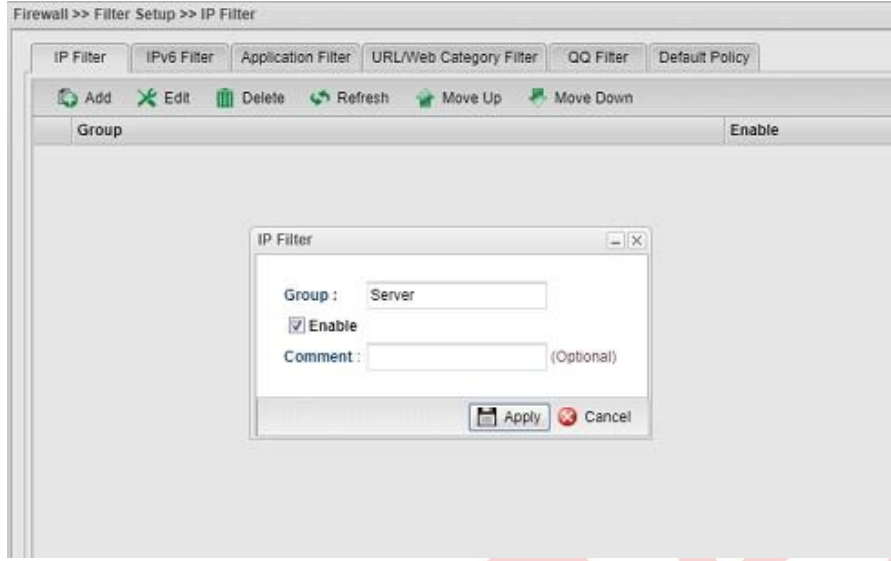 Firewall >> Filter Setup >> IP Filter
IP Filter IPv6 Filter Application Filter URL/Web Category Filter QQ Filter Default Policy
Add Edit Delete Refresh Move Up Move Down
Group Enable
IP Filter
Group : Server
Enable
Comment : (Optional)
Apply Cancel